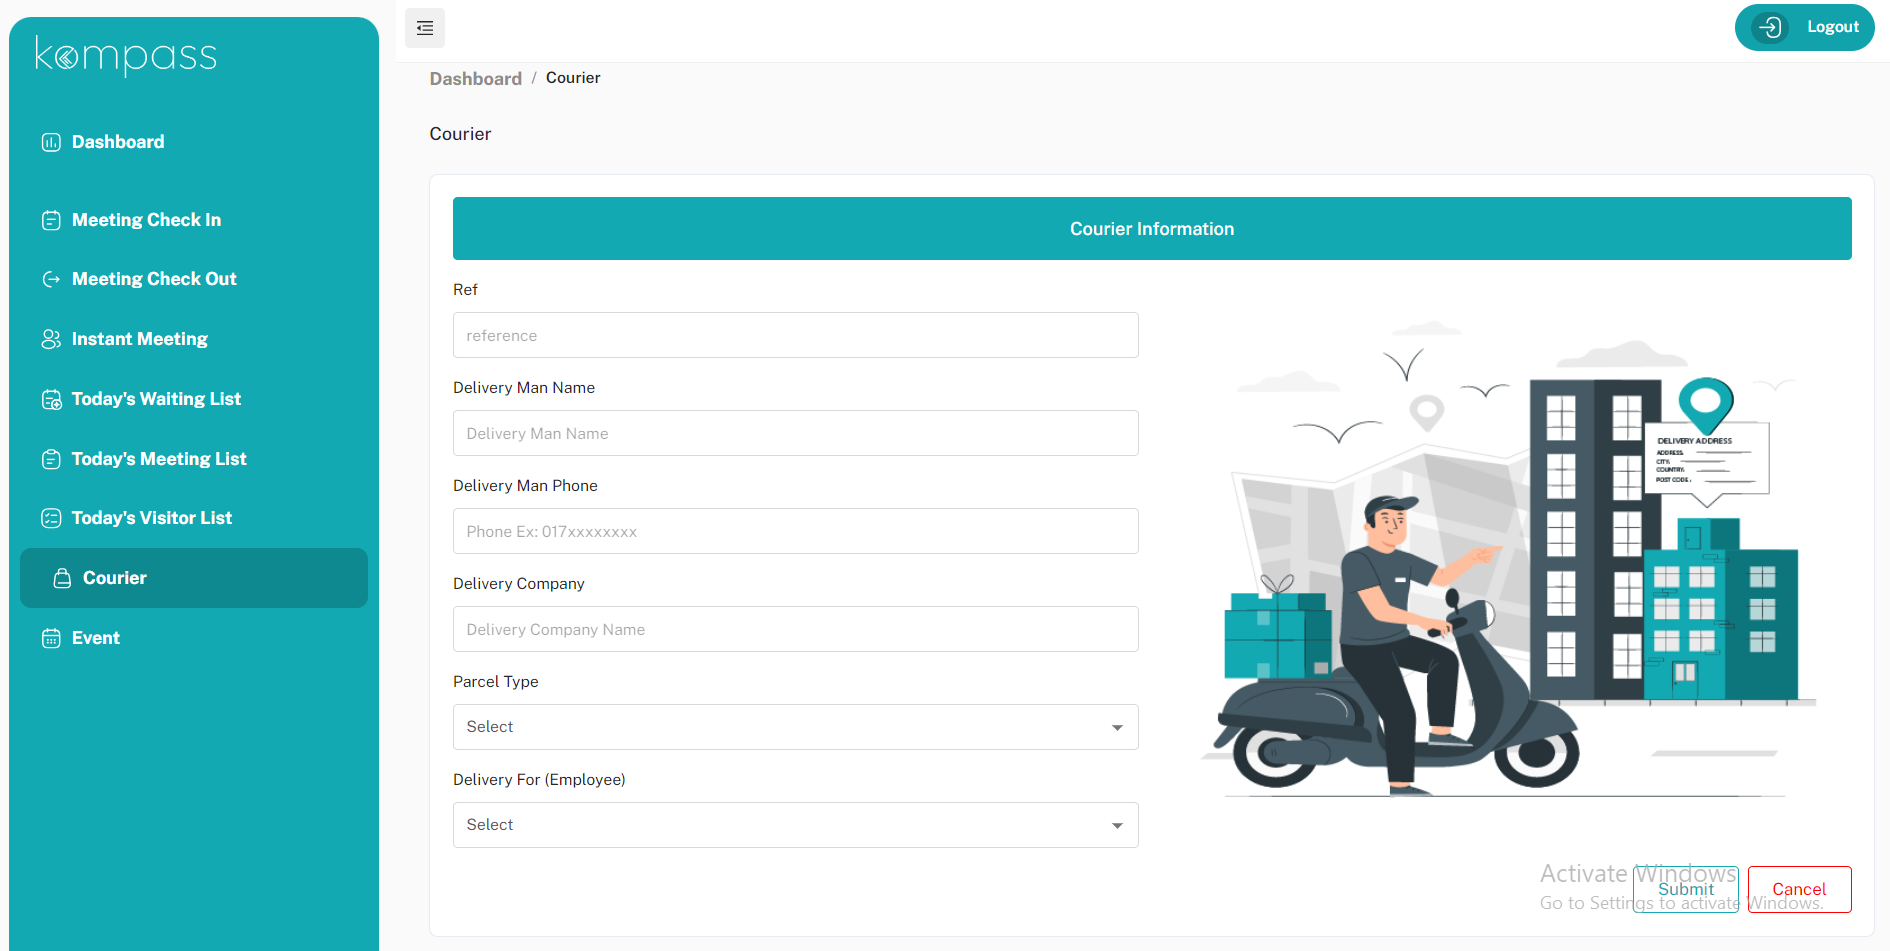 kompass
Logout
Dashboard / Courier
Courier
Dashboard
Meeting Check In
Meeting Check Out
Instant Meeting
Today's Waiting List
Today's Meeting List
Today's Visitor List
Courier
Event
Courier Information
Ref
reference
Delivery Man Name
Delivery Man Name
Delivery Man Phone
Phone Ex: 017xxxxxxxx
Delivery Company
Delivery Company Name
Parcel Type
Select
Delivery For (Employee)
Select
DELIVERY ADDRESS
ADDRESS:
CITY:
COUNTRY:
POST CODE :
Activate Windows
Go to Settings to activate Windows.
Submit
Cancel